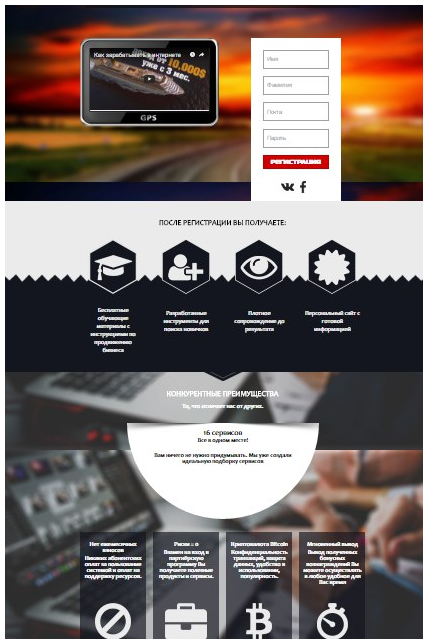 Как зарабатывать в интернете
от 10.000$
уже с 3 мес.
GPS
Имя
Фамилия
Почта
Пароль
РЕГИСТРАЦИЯ
ПОСЛЕ РЕГИСТРАЦИИ ВЫ ПОЛУЧАЕТЕ:
Бесплатные
обучающие
материалы с
инструкциями по
продвижению
бизнеса
Разработанные
инструменты для
поиска новичков
Плотное
сопровождение до
результата
Персональный сайт с
готовой
информацией
КОНКУРЕНТНЫЕ ПРЕИМУЩЕСТВА
То, что отличает нас от других.
16 сервисов
Все в одном месте!
Вам ничего не нужно придумывать. Мы уже создали
идеальную подборку сервисов
Нет ежемесячных
взносов
Никаких абонентских
оплат за пользование
системой и оплат на
поддержку ресурсов.
Риски = 0
Взамен на вход в
партнёрскую
программу Вы
получаете полезные
продукты и сервисы.
Криптовалюта Bitcoin
Конфиденциальность
транзакций, защита
данных, удобство в
использовании,
популярность.
Мгновенный вывод
Вывод полученных
бонусных
вознаграждений Вы
можете осуществлять
в любое удобное для
Вас время